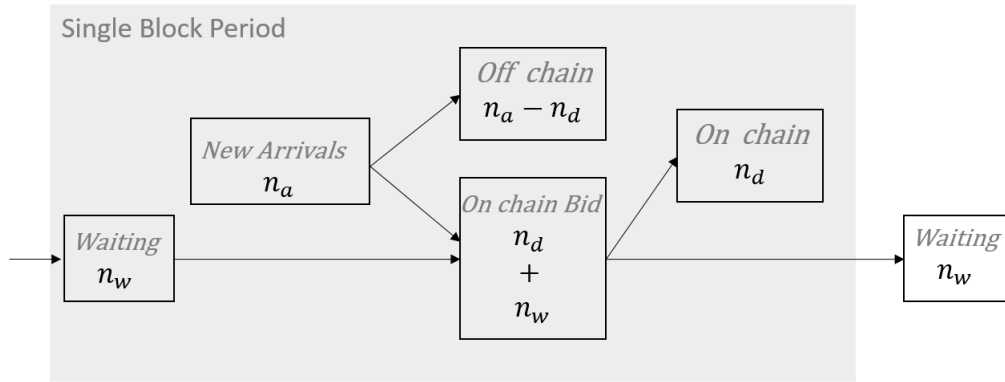 Single Block Period
Off chain
n_a − n_d
New Arrivals
n_a
On chain
n_d
On chain Bid
n_d
+
n_w
Waiting
n_w
Waiting
n_w